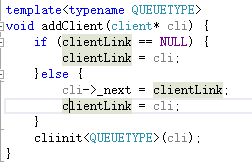 template<typename QUEUETYPE>
void addClient(client* cli) {
    if (clientLink == NULL) {
        clientLink = cli;
    }else {
        cli->_next = clientLink;
        clientLink = cli;
    }
    cliinit<QUEUETYPE>(cli);
}